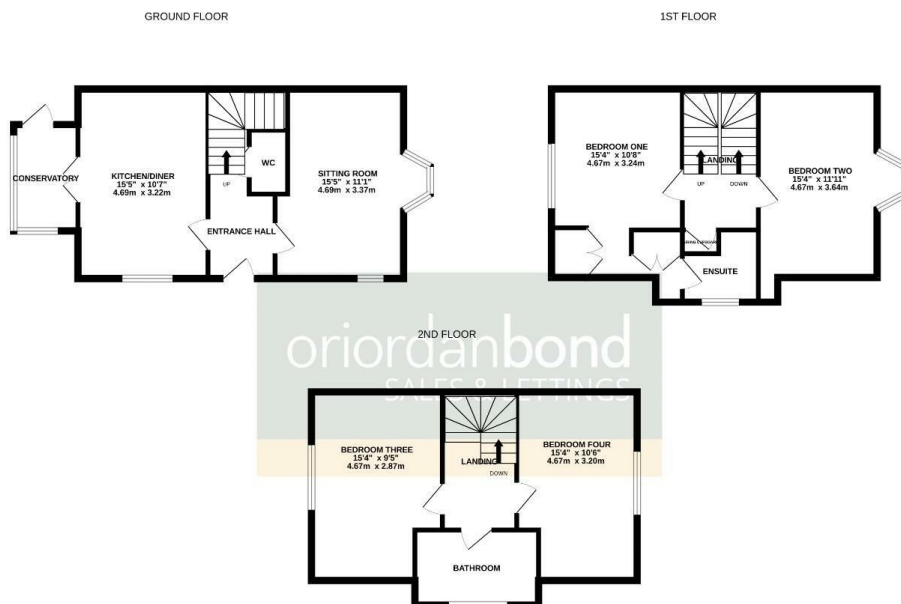 GROUND FLOOR
1ST FLOOR
CONSERVATORY
KITCHEN/DINER
15'5" x 10'7"
4.69m x 3.22m
UP
WC
SITTING ROOM
15'5" x 11'1"
4.69m x 3.37m
ENTRANCE HALL
BEDROOM ONE
15'4" x 10'8"
4.67m x 3.24m
LANDING
UP
DOWN
BEDROOM TWO
15'4" x 11'11"
4.67m x 3.64m
ENSUITE
2ND FLOOR
oriordanbond
SALES & LETTINGS
BEDROOM THREE
15'4" x 9'5"
4.67m x 2.87m
LANDING
DOWN
BEDROOM FOUR
15'4" x 10'6"
4.67m x 3.20m
BATHROOM